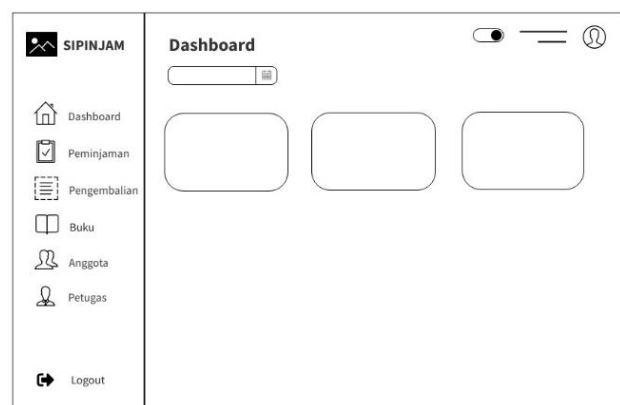 SIPINJAM
Dashboard
Dashboard
Peminjaman
Pengembalian
Buku
Anggota
Petugas
Logout